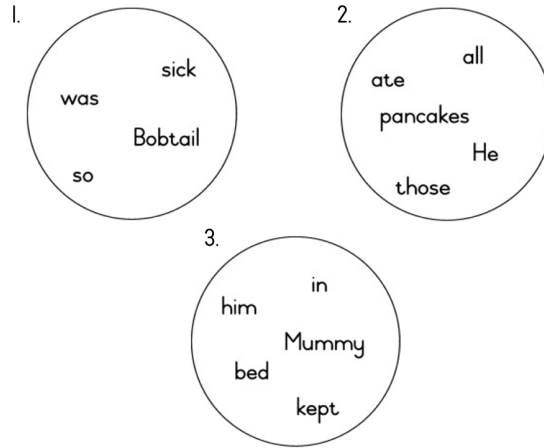 1.
sick
was
Bobtail
so
2.
all
ate
pancakes
He
those
3.
in
him
Mummy
bed
kept